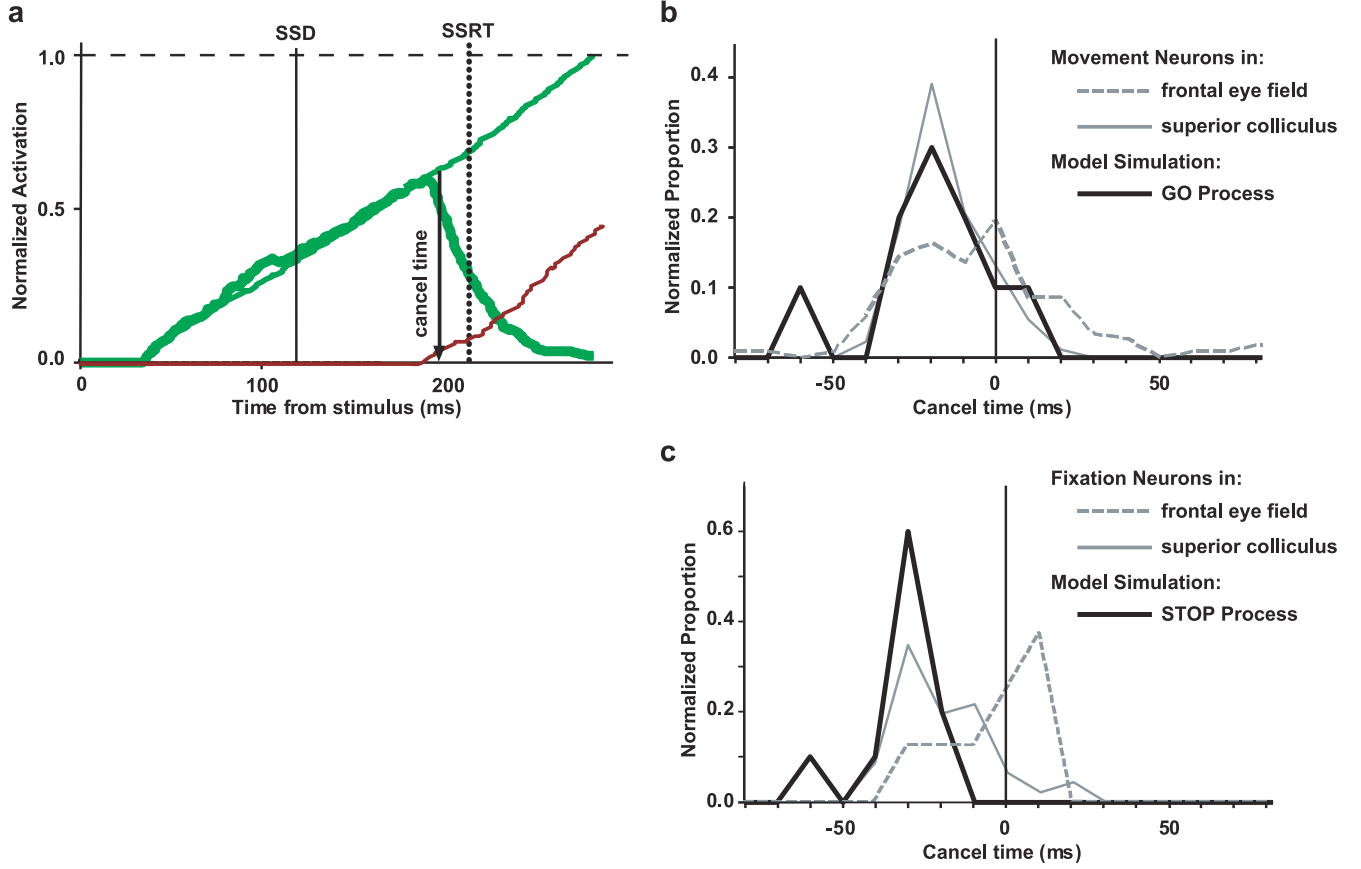 a
SSD
SSRT
1.0
0.5
0.0
Normalized Activation
cancel time
0
100
200
Time from stimulus (ms)
b
Normalized Proportion
0.4
0.3
0.2
0.1
0.0
-50
0
50
Cancel time (ms)
Movement Neurons in:
frontal eye field
superior colliculus
Model Simulation:
GO Process
c
Normalized Proportion
0.6
0.4
0.2
0.0
-50
0
50
Cancel time (ms)
Fixation Neurons in:
frontal eye field
superior colliculus
Model Simulation:
STOP Process